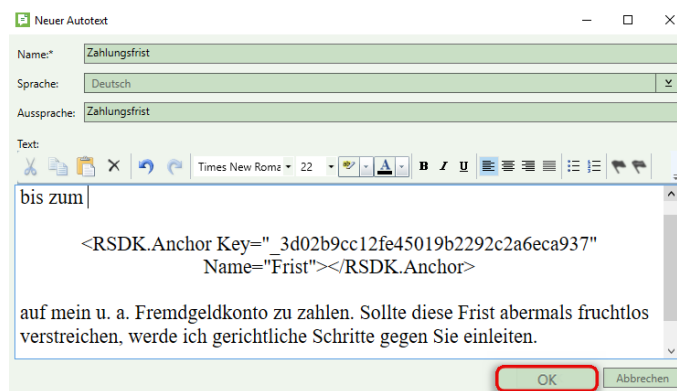 Neuer Autotext
Name:* Zahlungsfrist
Sprache: Deutsch
Aussprache: Zahlungsfrist
Text:
Times New Roma 22 A B I U
bis zum
<RSDK.Anchor Key="_3d02b9cc12fe45019b2292c2a6eca937"
Name="Frist"></RSDK.Anchor>
auf mein u. a. Fremdgeldkonto zu zahlen. Sollte diese Frist abermals fruchtlos
verstreichen, werde ich gerichtliche Schritte gegen Sie einleiten.
OK Abbrechen